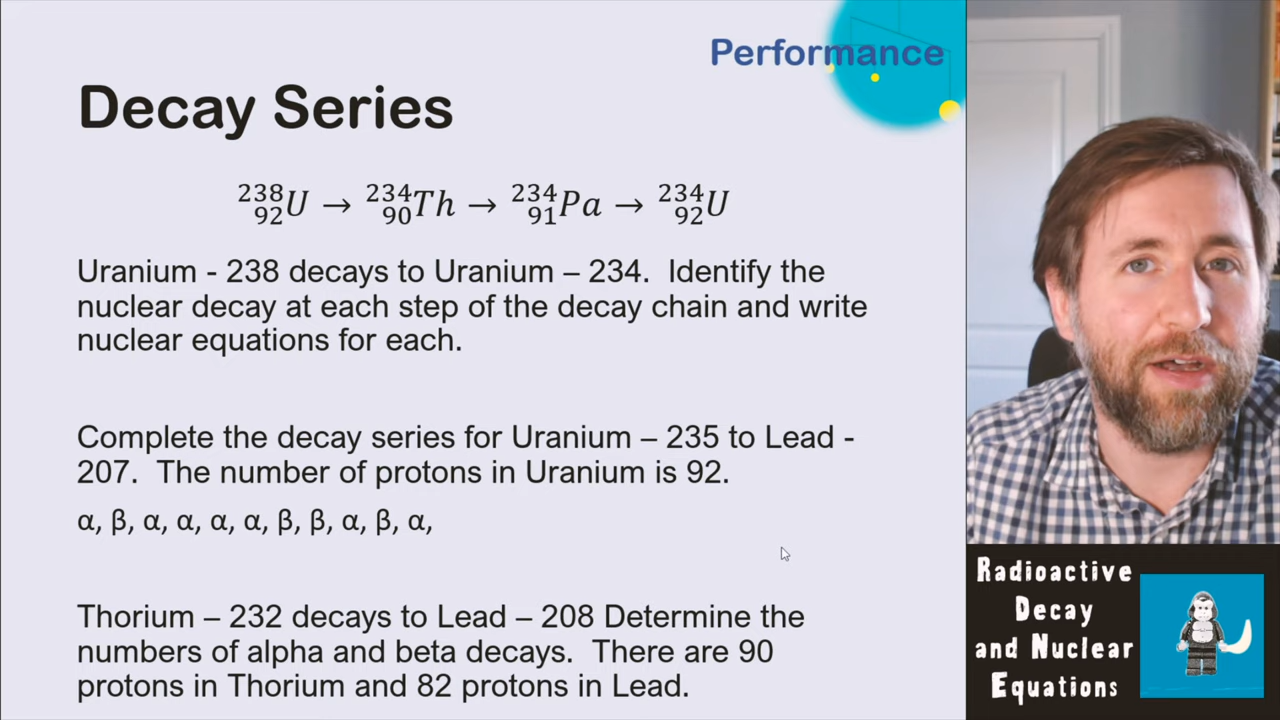 Performance
Decay Series
²³⁸₉₂U → ²³⁴₉₀Th → ²³⁴₉₁Pa → ²³⁴₉₂U
Uranium - 238 decays to Uranium – 234.  Identify the
nuclear decay at each step of the decay chain and write
nuclear equations for each.
Complete the decay series for Uranium – 235 to Lead -
207.  The number of protons in Uranium is 92.
α, β, α, α, α, α, β, β, α, β, α,
Thorium – 232 decays to Lead – 208 Determine the
numbers of alpha and beta decays.  There are 90
protons in Thorium and 82 protons in Lead.
Radioactive
Decay
and Nuclear
Equations